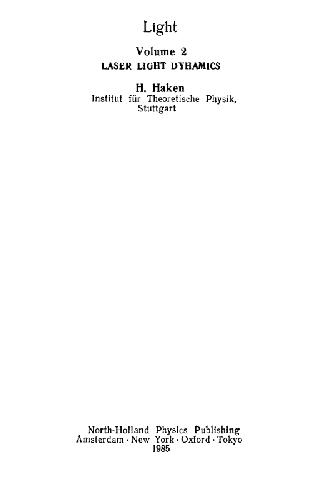 Light
Volume 2
LASER LIGHT DYHAMICS
H. Haken
Institut für Theoretische Physik,
Stuttgart
North-Holland Physics Publishing
Amsterdam · New York · Oxford · Tokyo
1985